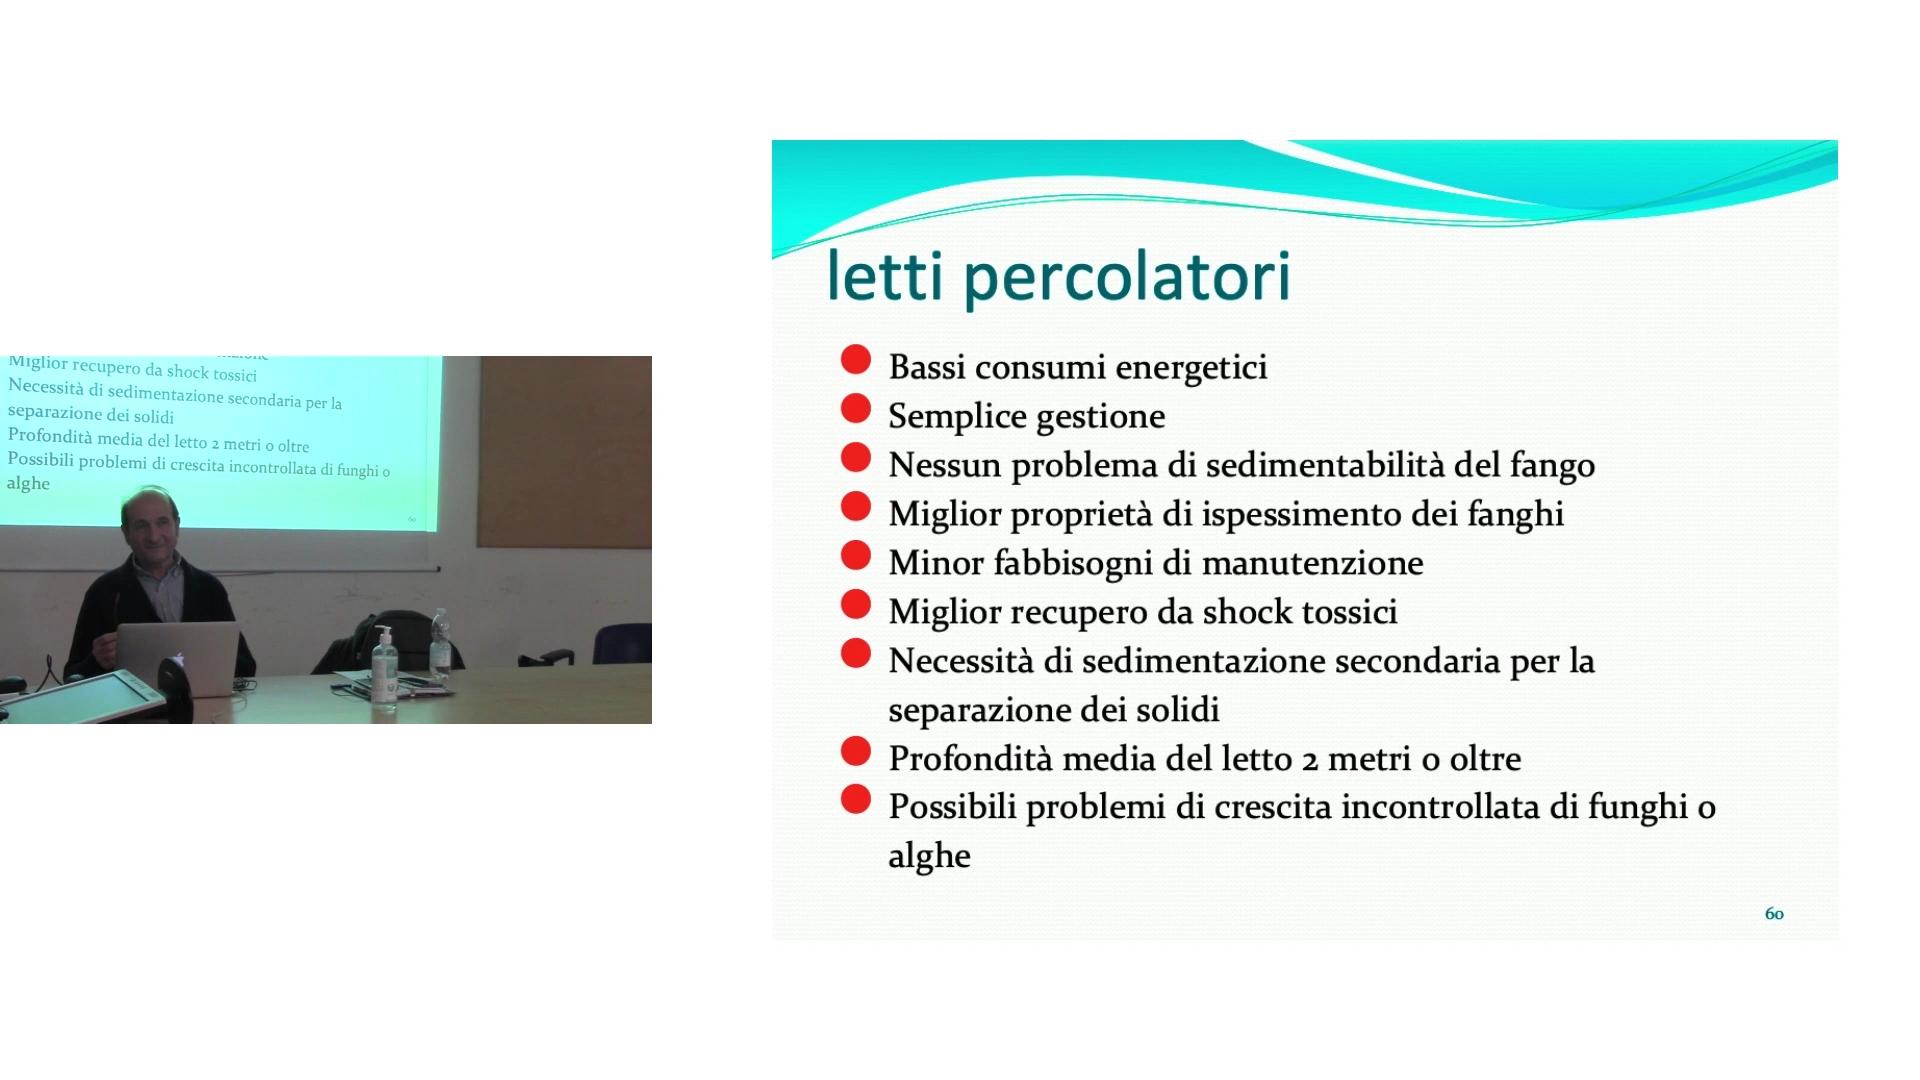 Miglior recupero da shock tossici
Necessità di sedimentazione secondaria per la
separazione dei solidi
Profondità media del letto 2 metri o oltre
Possibili problemi di crescita incontrollata di funghi o
alghe
60
letti percolatori
Bassi consumi energetici
Semplice gestione
Nessun problema di sedimentabilità del fango
Miglior proprietà di ispessimento dei fanghi
Minor fabbisogni di manutenzione
Miglior recupero da shock tossici
Necessità di sedimentazione secondaria per la
separazione dei solidi
Profondità media del letto 2 metri o oltre
Possibili problemi di crescita incontrollata di funghi o
alghe
60